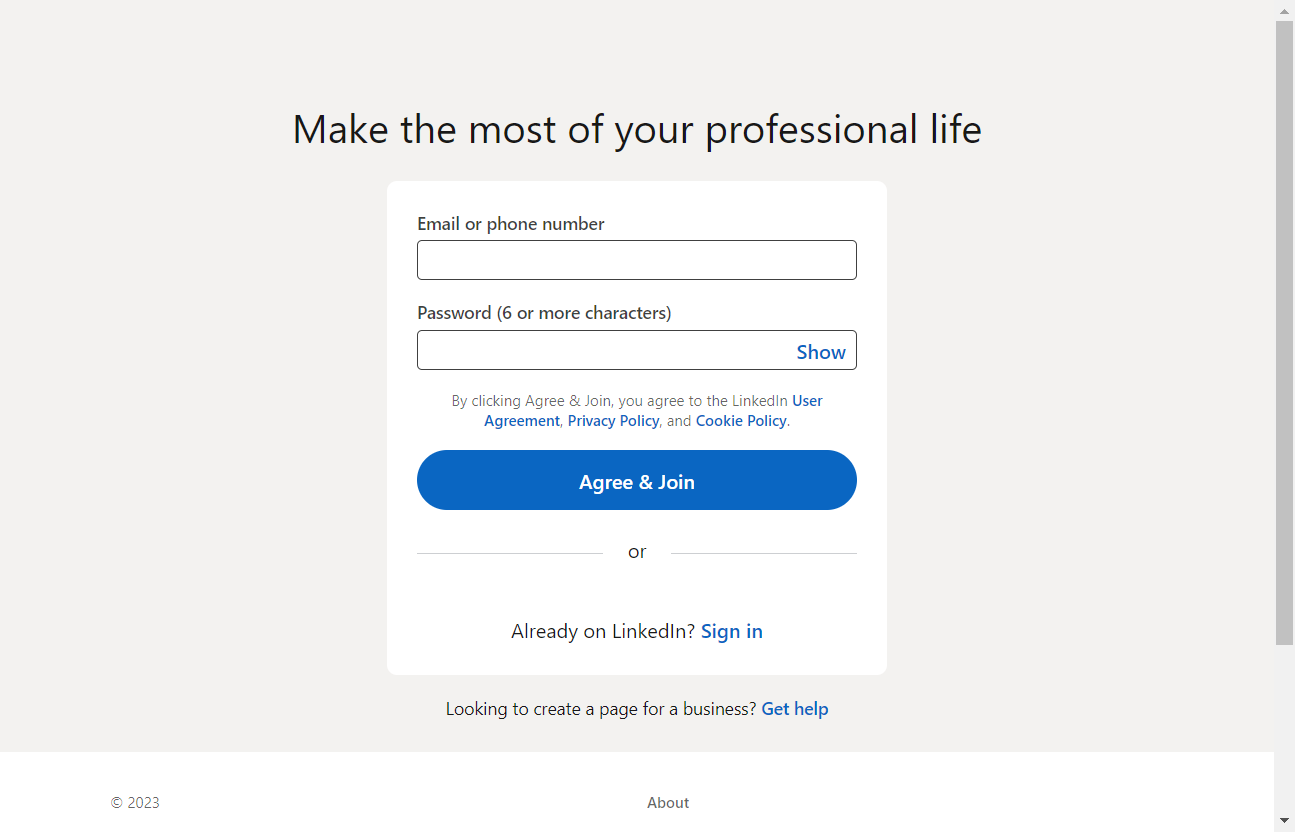 Make the most of your professional life
Email or phone number
Password (6 or more characters)
Show
By clicking Agree & Join, you agree to the LinkedIn User
Agreement, Privacy Policy, and Cookie Policy.
Agree & Join
or
Already on LinkedIn? Sign in
Looking to create a page for a business? Get help
© 2023
About